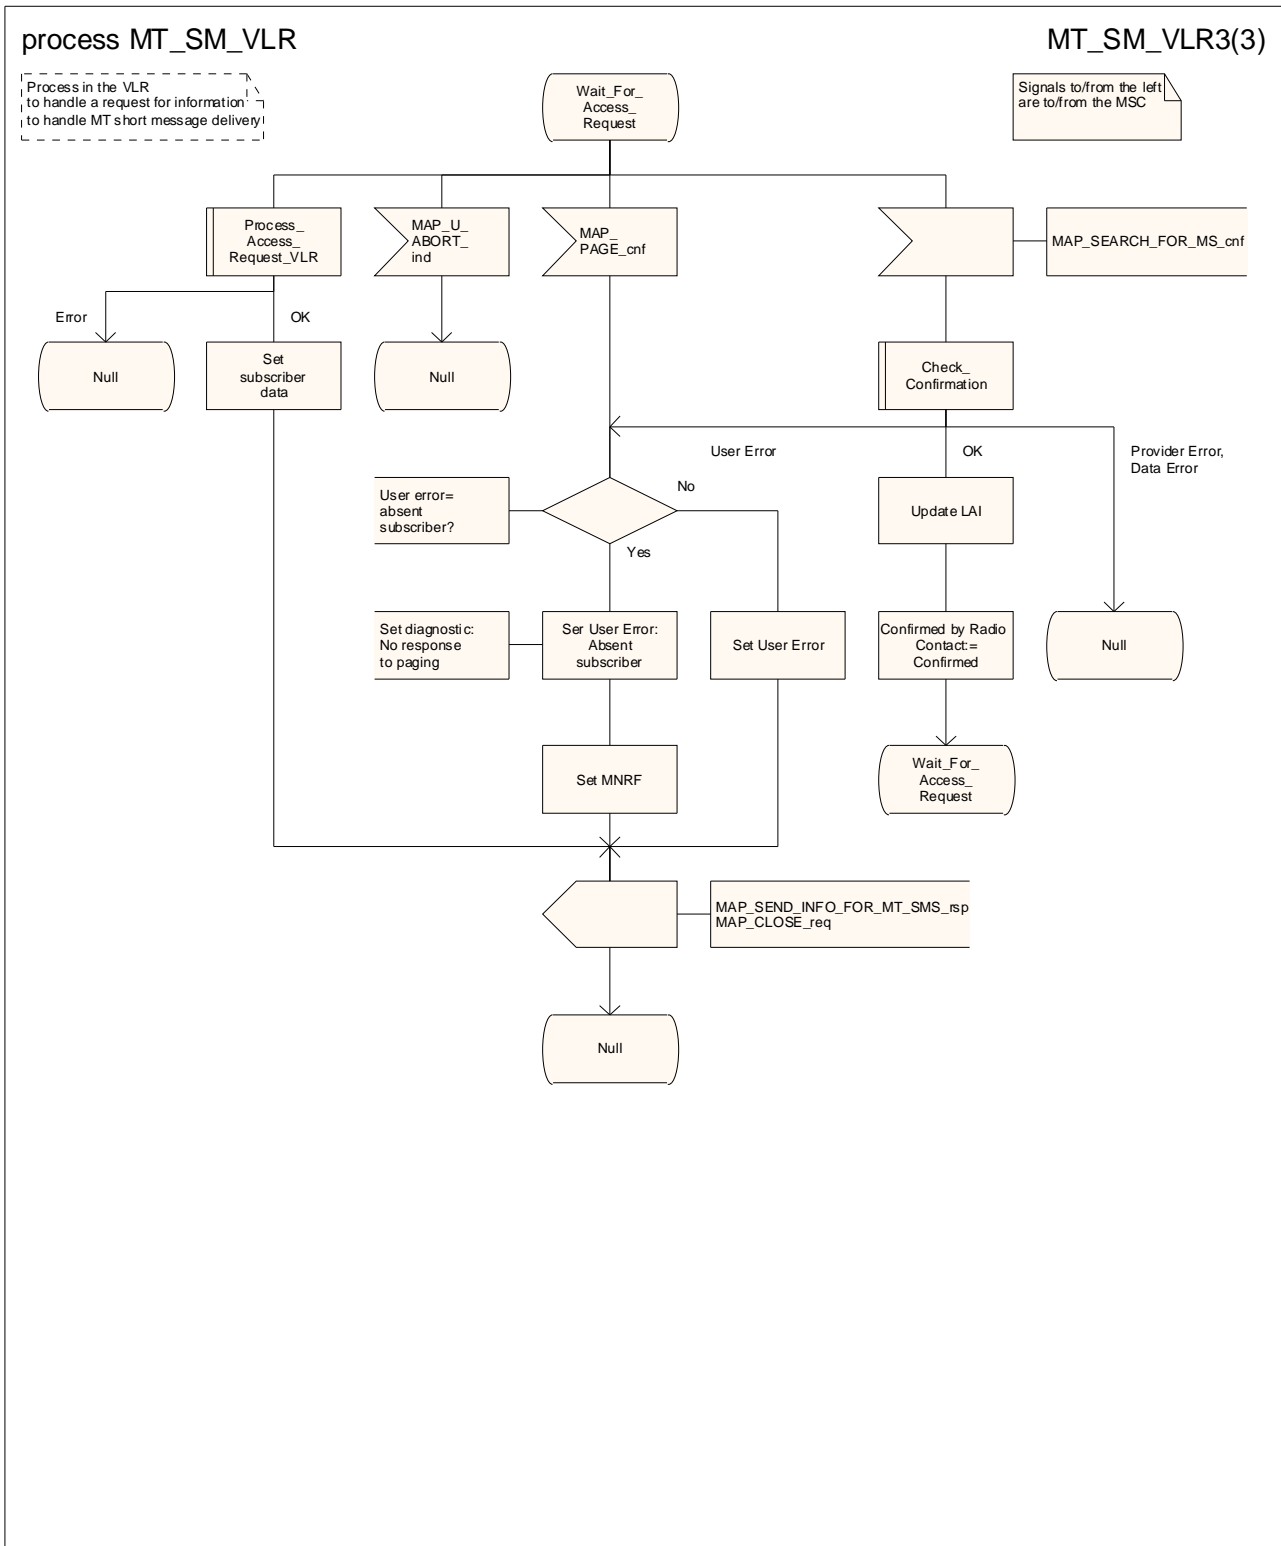 process MT_SM_VLR
MT_SM_VLR3(3)
Process in the VLR
to handle a request for information
to handle MT short message delivery
Wait_For_
Access_
Request
Signals to/from the left
are to/from the MSC
Process_
Access_
Request_VLR
MAP_U_
ABORT_
ind
MAP_
PAGE_cnf
MAP_SEARCH_FOR_MS_cnf
Error
OK
Null
Set
subscriber
data
Null
Check_
Confirmation
User Error
OK
Provider Error,
Data Error
User error=
absent
subscriber?
No
Yes
Update LAI
Set diagnostic:
No response
to paging
Ser User Error:
Absent
subscriber
Set User Error
Confirmed by Radio
Contact:=
Confirmed
Null
Set MNRF
Wait_For_
Access_
Request
MAP_SEND_INFO_FOR_MT_SMS_rsp
MAP_CLOSE_req
Null